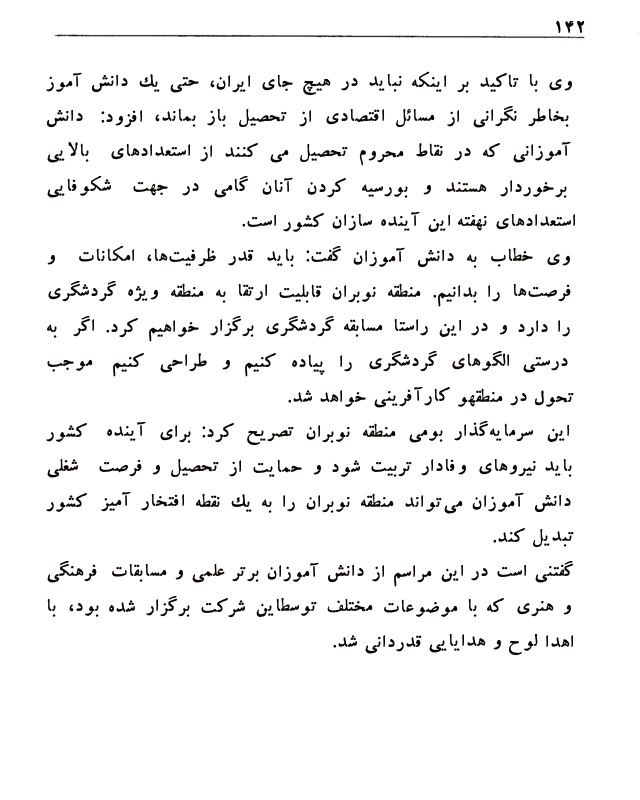 ۱۴۲
وی با تاکید بر اینکه نباید در هیچ جای ایران، حتی یك دانش آموز
بخاطر نگرانی از مسائل اقتصادی از تحصیل باز بماند، افزود: دانش
آموزانی که در نقاط محروم تحصیل می کنند از استعدادهای بالایی
برخوردار هستند و بورسیه کردن آنان گامی در جهت شکوفایی
استعدادهای نهفته این آینده سازان کشور است.
وی خطاب به دانش آموزان گفت: باید قدر ظرفیت‌ها، امکانات و
فرصت‌ها را بدانیم. منطقه نوبران قابلیت ارتقا به منطقه ویژه گردشگری
را دارد و در این راستا مسابقه گردشگری برگزار خواهیم کرد. اگر به
درستی الگوهای گردشگری را پیاده کنیم و طراحی کنیم موجب
تحول در منطقهو کارآفرینی خواهد شد.
این سرمایه‌گذار بومی منطقه نوبران تصریح کرد: برای آینده کشور
باید نیروهای وفادار تربیت شود و حمایت از تحصیل و فرصت شغلی
دانش آموزان می‌تواند منطقه نوبران را به یك نقطه افتخار آمیز کشور
تبدیل کند.
گفتنی است در این مراسم از دانش آموزان برتر علمی و مسابقات فرهنگی
و هنری که با موضوعات مختلف توسطاین شرکت برگزار شده بود، با
اهدا لوح و هدایایی قدردانی شد.